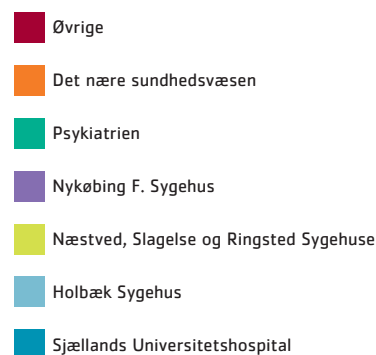 Øvrige
Det nære sundhedsvæsen
Psykiatrien
Nykøbing F. Sygehus
Næstved, Slagelse og Ringsted Sygehuse
Holbæk Sygehus
Sjællands Universitetshospital